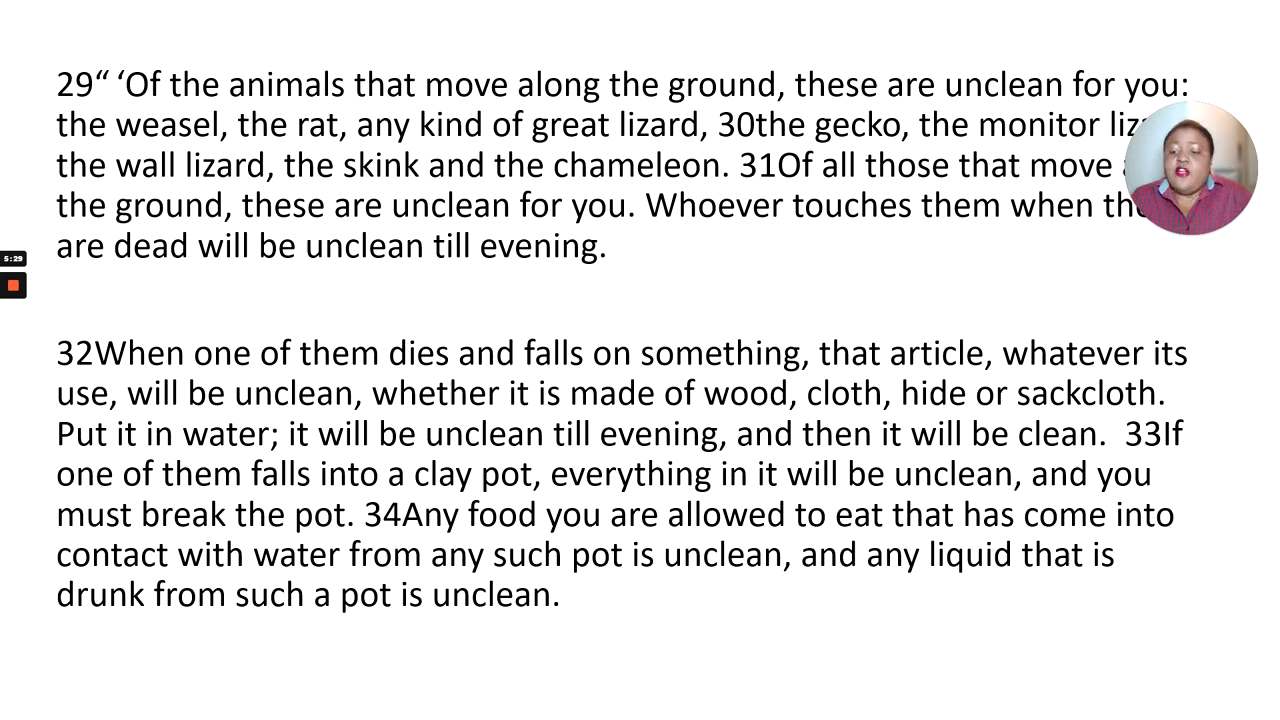 29“ ‘Of the animals that move along the ground, these are unclean for you:
the weasel, the rat, any kind of great lizard, 30the gecko, the monitor
the wall lizard, the skink and the chameleon. 31Of all those that move
the ground, these are unclean for you. Whoever touches them when
are dead will be unclean till evening.
5:29
32When one of them dies and falls on something, that article, whatever its
use, will be unclean, whether it is made of wood, cloth, hide or sackcloth.
Put it in water; it will be unclean till evening, and then it will be clean.  33If
one of them falls into a clay pot, everything in it will be unclean, and you
must break the pot. 34Any food you are allowed to eat that has come into
contact with water from any such pot is unclean, and any liquid that is
drunk from such a pot is unclean.